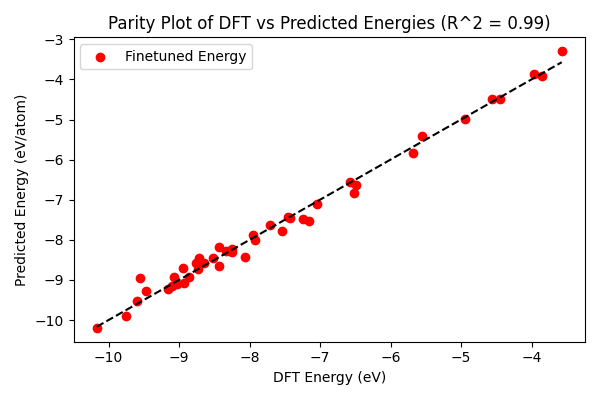 Parity Plot of DFT vs Predicted Energies (R^2 = 0.99)
Finetuned Energy
Predicted Energy (eV/atom)
−3
−4
−5
−6
−7
−8
−9
−10
−10 −9 −8 −7 −6 −5 −4
DFT Energy (eV)